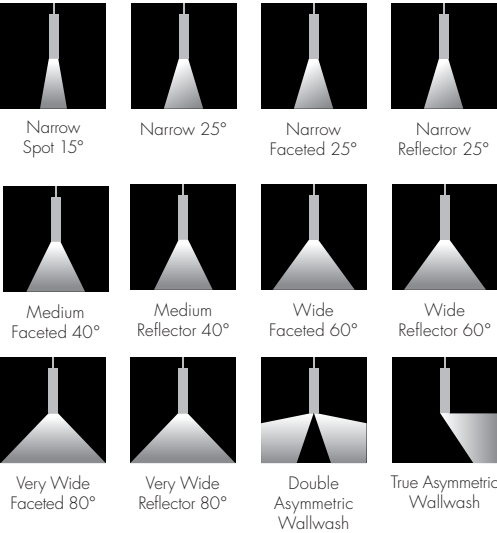 Narrow
Spot 15°
Narrow 25°
Narrow
Faceted 25°
Narrow
Reflector 25°
Medium
Faceted 40°
Medium
Reflector 40°
Wide
Faceted 60°
Wide
Reflector 60°
Very Wide
Faceted 80°
Very Wide
Reflector 80°
Double
Asymmetric
Wallwash
True Asymmetric
Wallwash